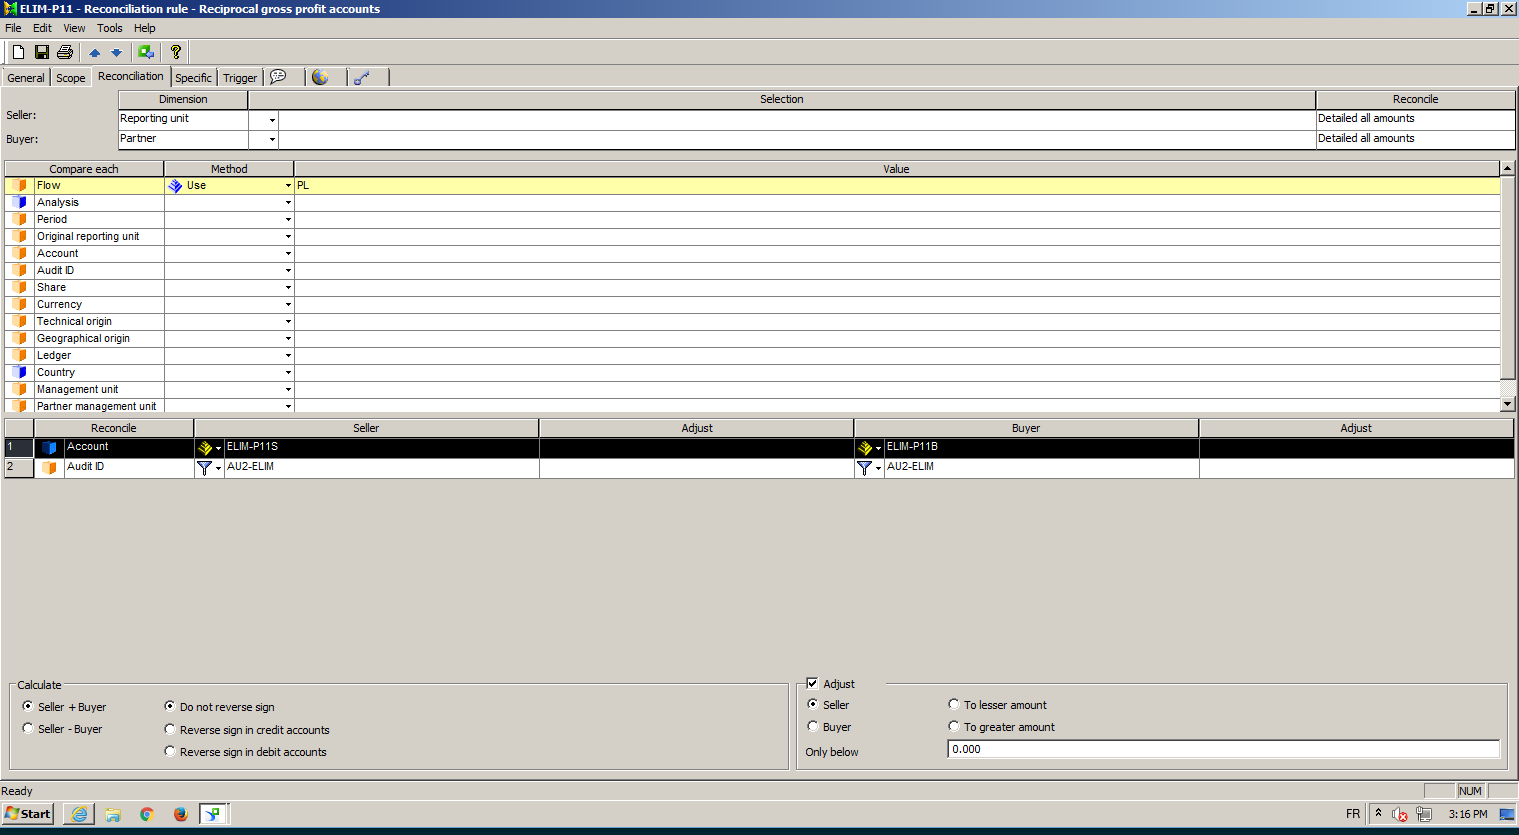 ELIM-P11 - Reconciliation rule - Reciprocal gross profit accounts
File Edit View Tools Help
General Scope Reconciliation Specific Trigger
Dimension Selection Reconcile
Seller: Reporting unit Detailed all amounts
Buyer: Partner Detailed all amounts
Compare each Method Value
Flow Use PL
Analysis
Period
Original reporting unit
Account
Audit ID
Share
Currency
Technical origin
Geographical origin
Ledger
Country
Management unit
Partner management unit
Reconcile Seller Adjust Buyer Adjust
1 Account ELIM-P11S ELIM-P11B
2 Audit ID AU2-ELIM AU2-ELIM
Calculate Adjust
Seller + Buyer Do not reverse sign Seller To lesser amount
Seller - Buyer Reverse sign in credit accounts Buyer To greater amount
Reverse sign in debit accounts Only below 0.000
Ready NUM
Start FR 3:16 PM